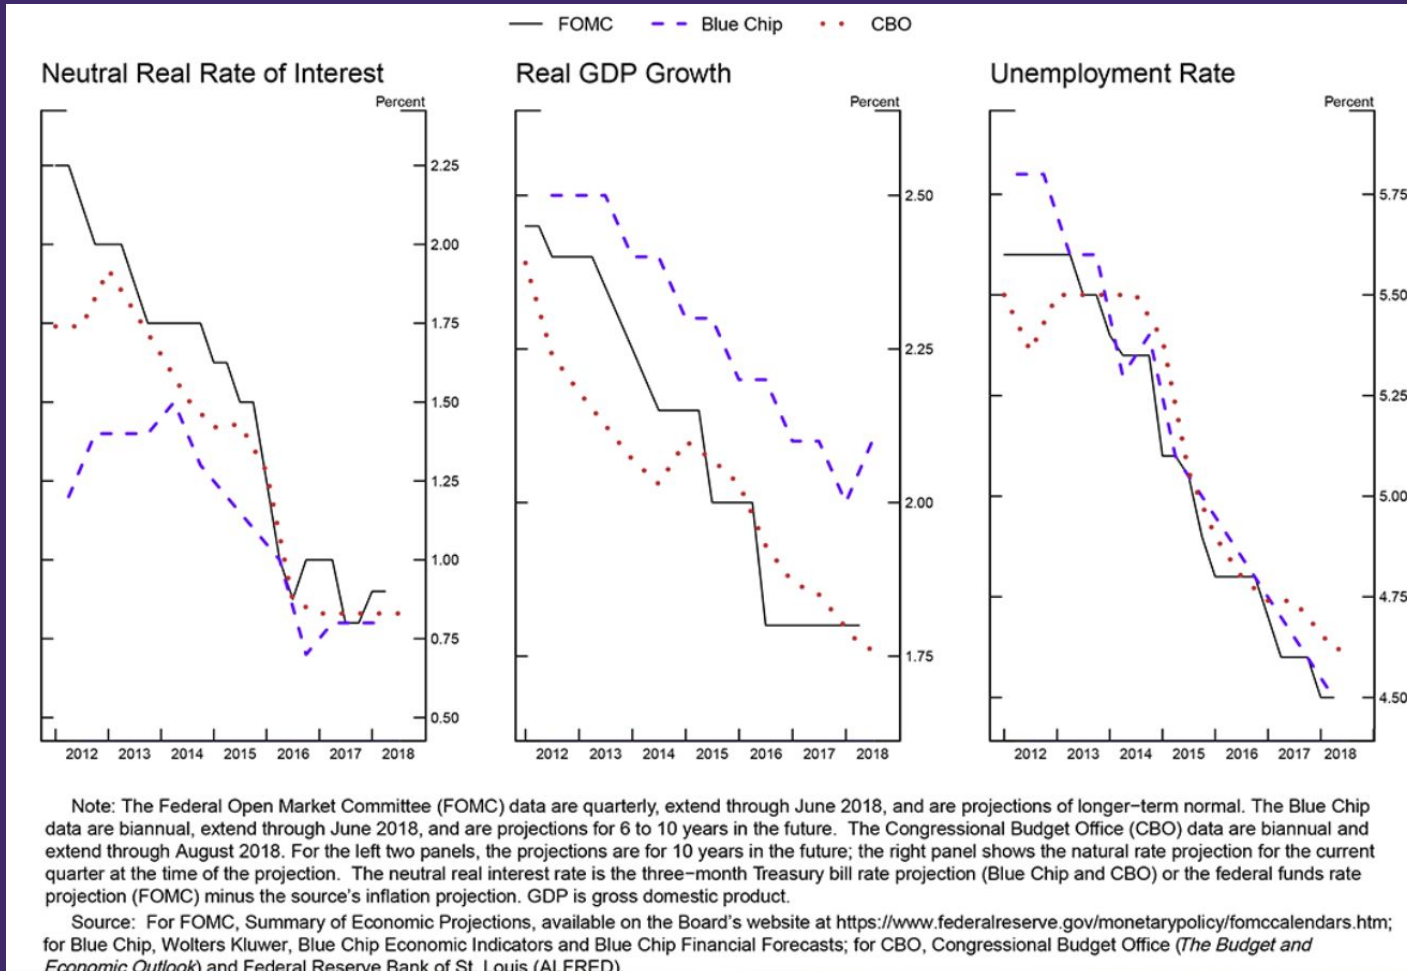 FOMC Blue Chip CBO
Neutral Real Rate of Interest
Percent
2.25
2.00
1.75
1.50
1.25
1.00
0.75
0.50
2012 2013 2014 2015 2016 2017 2018
Real GDP Growth
Percent
2.50
2.25
2.00
1.75
2012 2013 2014 2015 2016 2017 2018
Unemployment Rate
Percent
5.75
5.50
5.25
5.00
4.75
4.50
2012 2013 2014 2015 2016 2017 2018
Note: The Federal Open Market Committee (FOMC) data are quarterly, extend through June 2018, and are projections of longer−term normal. The Blue Chip
data are biannual, extend through June 2018, and are projections for 6 to 10 years in the future. The Congressional Budget Office (CBO) data are biannual and
extend through August 2018. For the left two panels, the projections are for 10 years in the future; the right panel shows the natural rate projection for the current
quarter at the time of the projection. The neutral real interest rate is the three−month Treasury bill rate projection (Blue Chip and CBO) or the federal funds rate
projection (FOMC) minus the source's inflation projection. GDP is gross domestic product.
Source: For FOMC, Summary of Economic Projections, available on the Board's website at https://www.federalreserve.gov/monetarypolicy/fomccalendars.htm;
for Blue Chip, Wolters Kluwer, Blue Chip Economic Indicators and Blue Chip Financial Forecasts; for CBO, Congressional Budget Office (The Budget and
Economic Outlook) and Federal Reserve Bank of St. Louis (ALFRED)